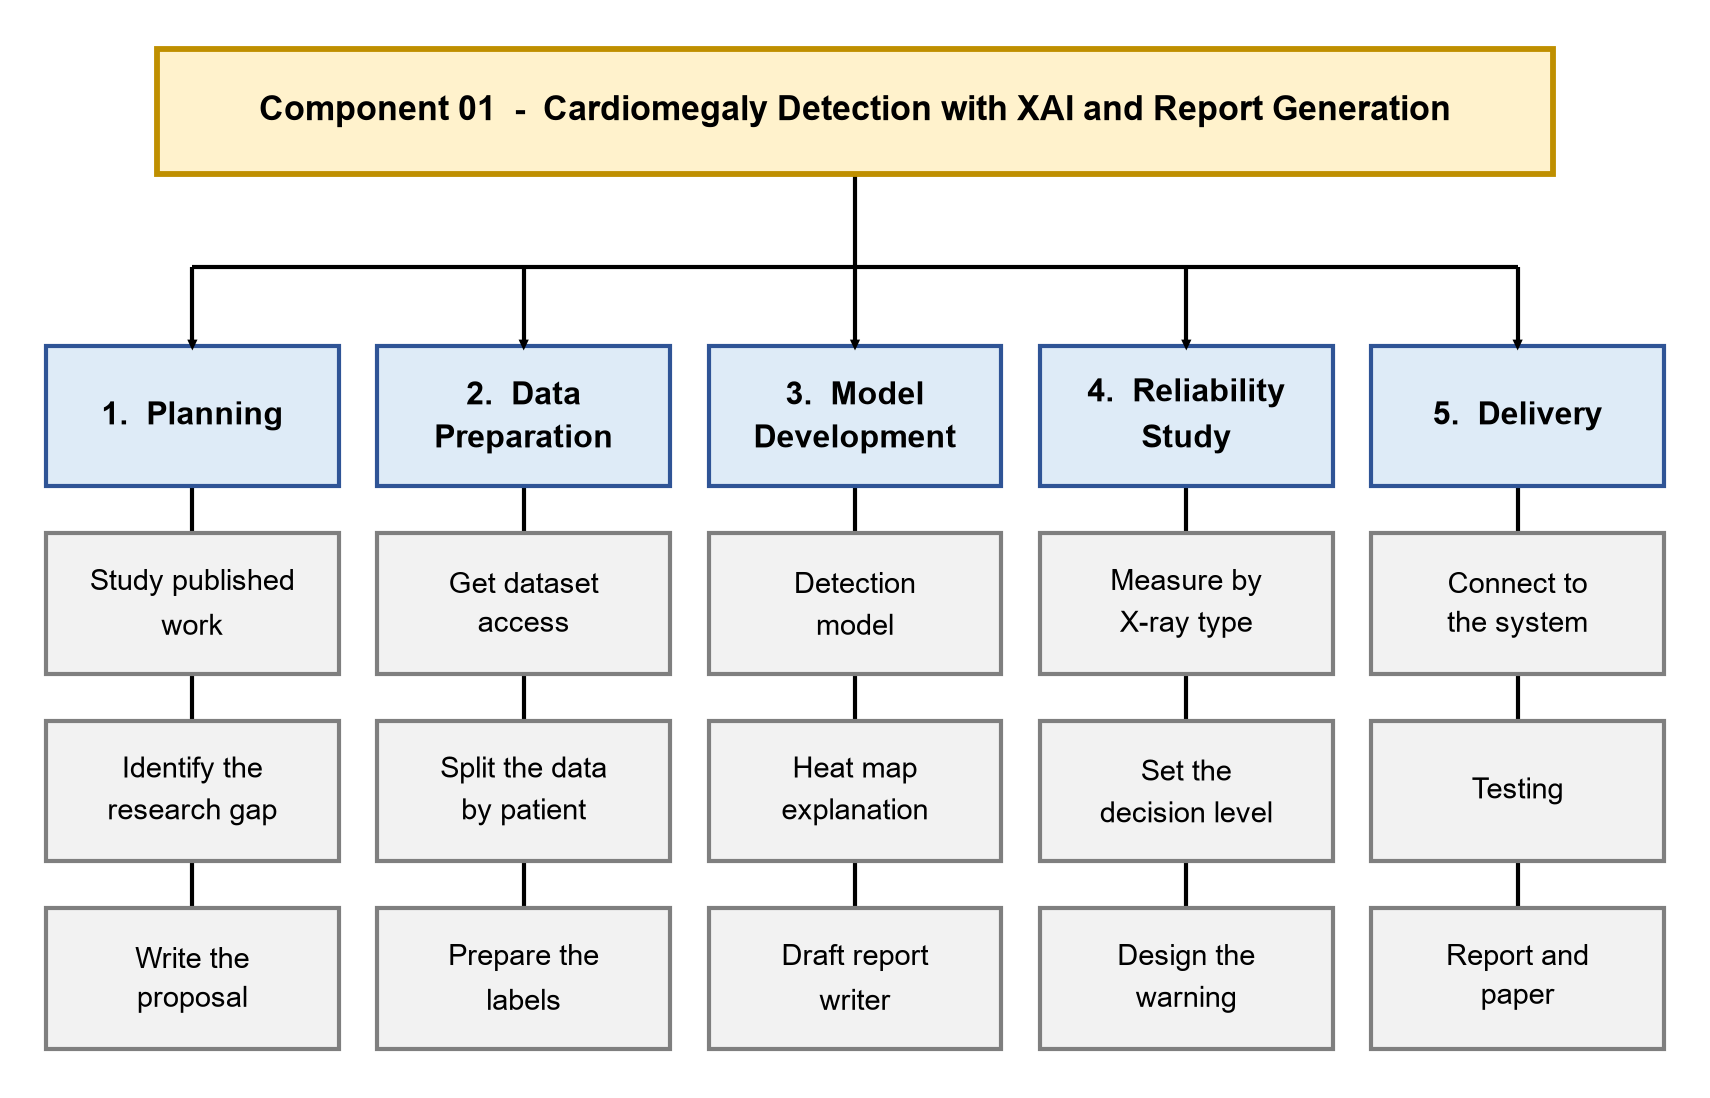 Component 01 - Cardiomegaly Detection with XAI and Report Generation
1. Planning
Study published
work
Identify the
research gap
Write the
proposal
2. Data
Preparation
Get dataset
access
Split the data
by patient
Prepare the
labels
3. Model
Development
Detection
model
Heat map
explanation
Draft report
writer
4. Reliability
Study
Measure by
X-ray type
Set the
decision level
Design the
warning
5. Delivery
Connect to
the system
Testing
Report and
paper